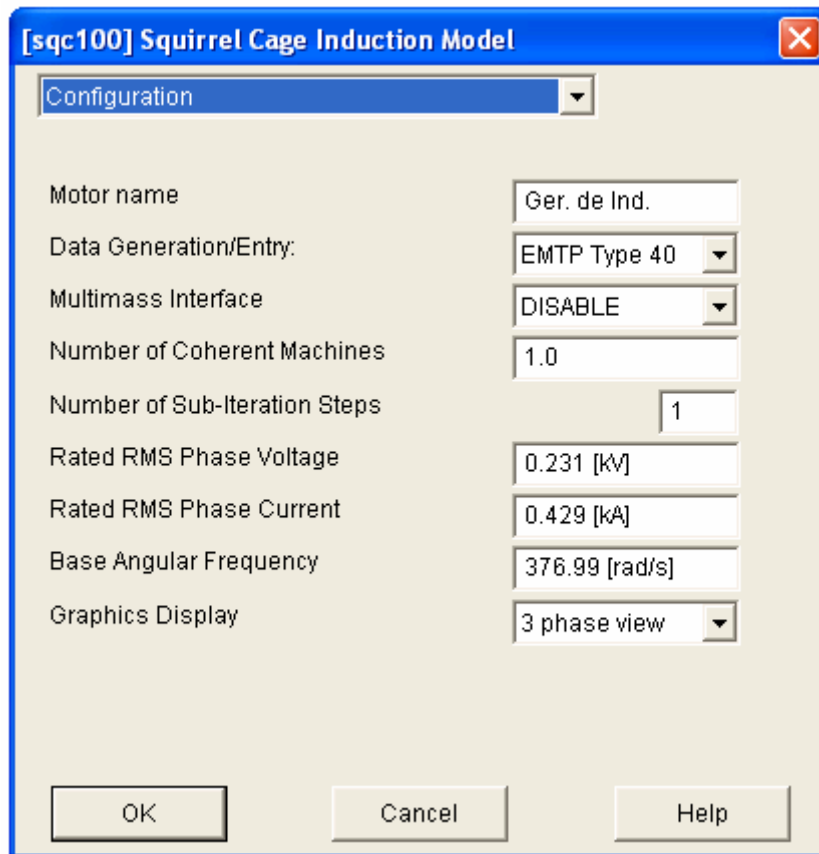 [sqc100] Squirrel Cage Induction Model
Configuration
Motor name Ger. de Ind.
Data Generation/Entry: EMTP Type 40
Multimass Interface DISABLE
Number of Coherent Machines 1.0
Number of Sub-Iteration Steps 1
Rated RMS Phase Voltage 0.231 [kV]
Rated RMS Phase Current 0.429 [kA]
Base Angular Frequency 376.99 [rad/s]
Graphics Display 3 phase view
OK Cancel Help